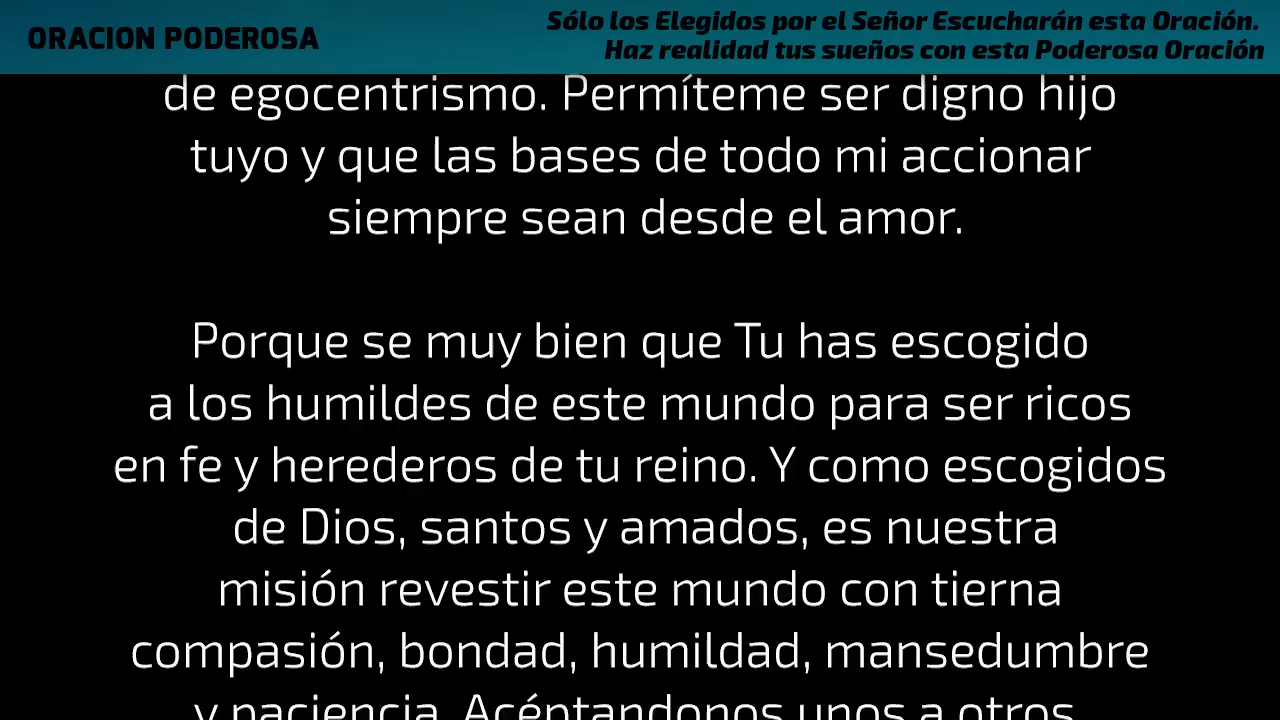 ORACION PODEROSA
Sólo los Elegidos por el Señor Escucharán esta Oración.
Haz realidad tus sueños con esta Poderosa Oración
de egocentrismo. Permíteme ser digno hijo
tuyo y que las bases de todo mi accionar
siempre sean desde el amor.
Porque se muy bien que Tu has escogido
a los humildes de este mundo para ser ricos
en fe y herederos de tu reino. Y como escogidos
de Dios, santos y amados, es nuestra
misión revestir este mundo con tierna
compasión, bondad, humildad, mansedumbre
y paciencia. Acéptandonos unos a otros